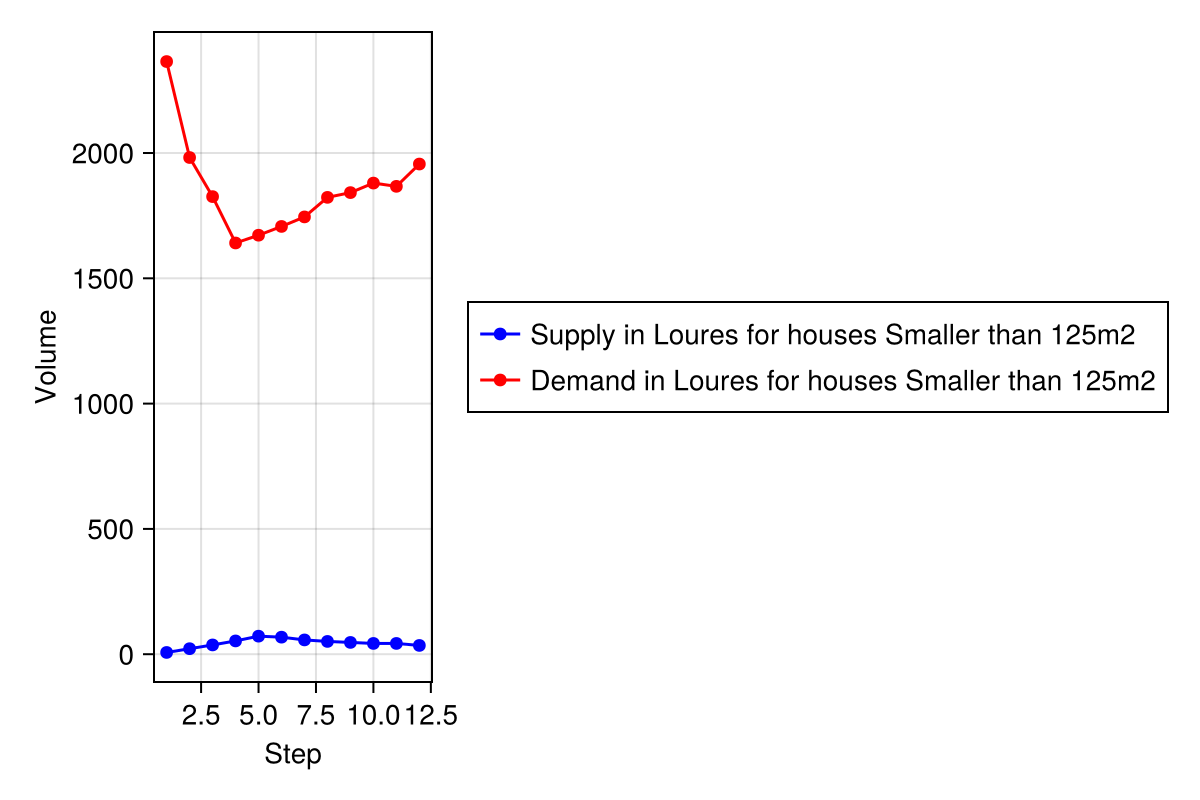 Volume
2000
1500
1000
500
0
2.5 5.0 7.5 10.0 12.5
Step
Supply in Loures for houses Smaller than 125m2
Demand in Loures for houses Smaller than 125m2